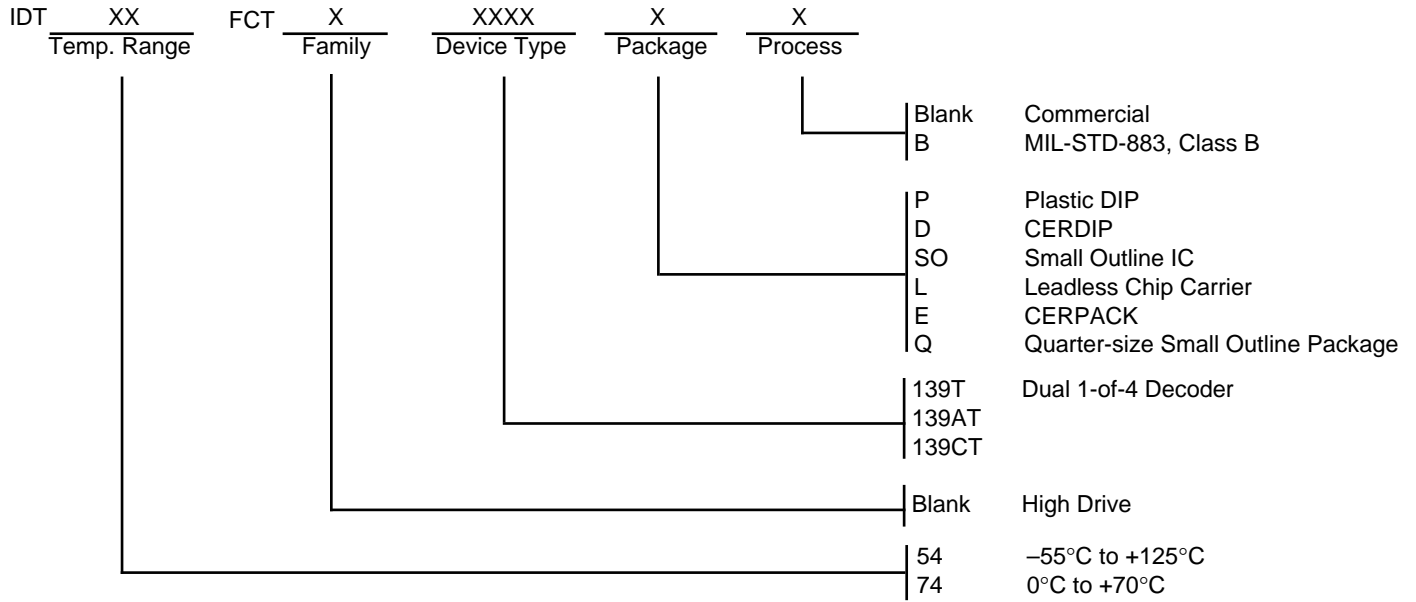 IDT XX FCT X XXXX X X
Temp. Range Family Device Type Package Process
Blank Commercial
B MIL-STD-883, Class B
P Plastic DIP
D CERDIP
SO Small Outline IC
L Leadless Chip Carrier
E CERPACK
Q Quarter-size Small Outline Package
139T Dual 1-of-4 Decoder
139AT
139CT
Blank High Drive
54 –55°C to +125°C
74 0°C to +70°C